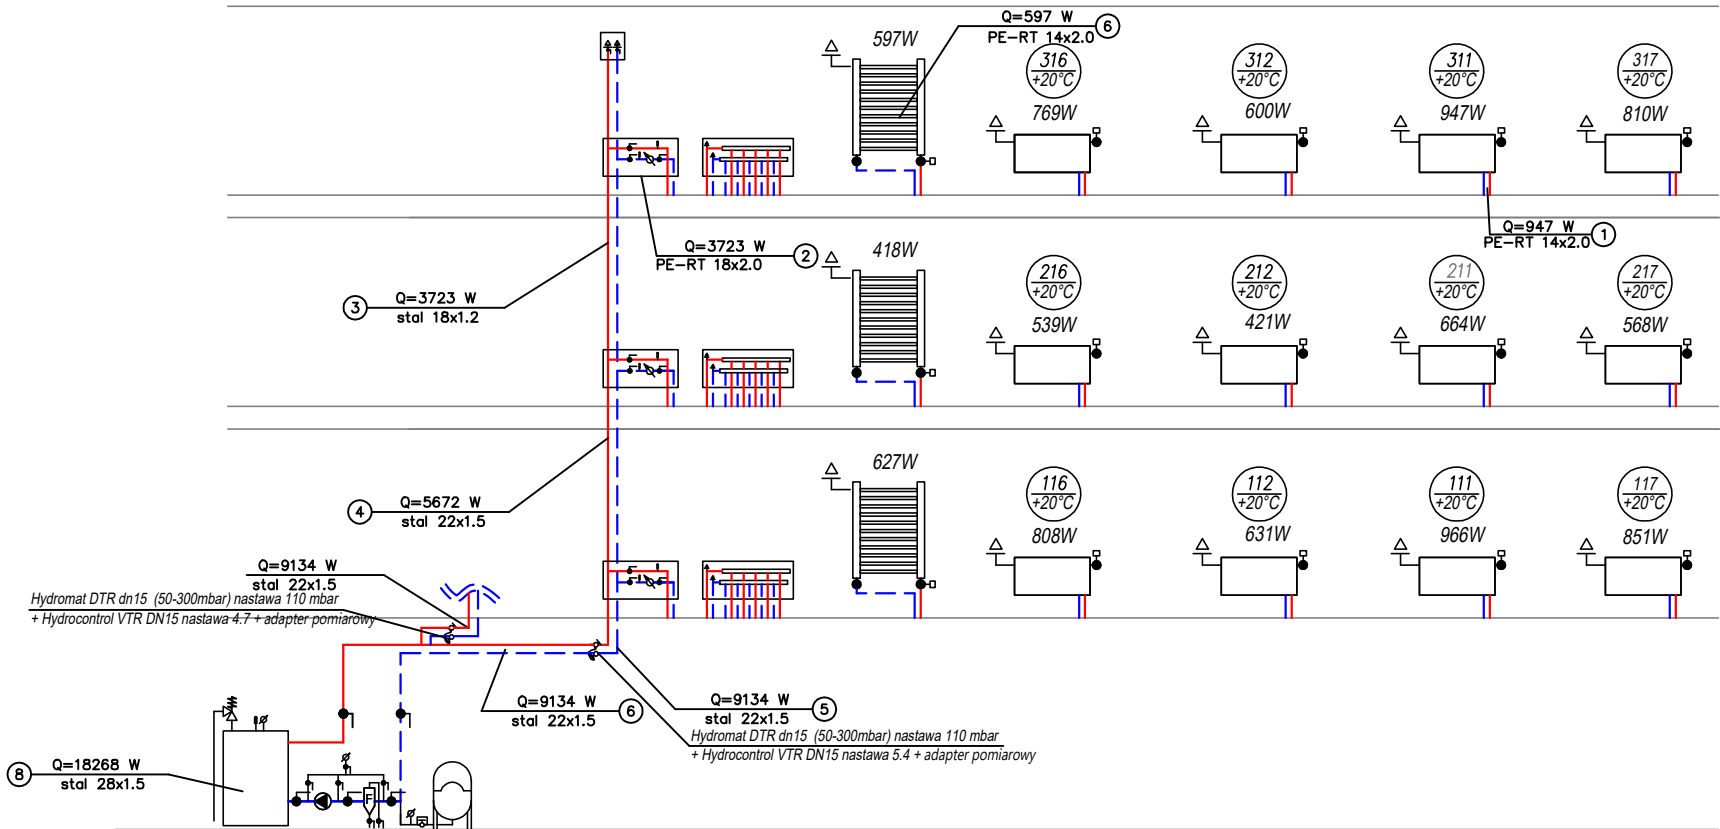 Q=597 W
PE-RT 14x2.0
6
597W
316
+20°C
769W
312
+20°C
600W
311
+20°C
947W
317
+20°C
810W
Q=947 W
PE-RT 14x2.0
1
Q=3723 W
PE-RT 18x2.0
2
Q=3723 W
stal 18x1.2
3
418W
216
+20°C
539W
212
+20°C
421W
211
+20°C
664W
217
+20°C
568W
627W
116
+20°C
808W
112
+20°C
631W
111
+20°C
966W
117
+20°C
851W
4
Q=5672 W
stal 22x1.5
Q=9134 W
stal 22x1.5
Hydromat DTR dn15 (50-300mbar) nastawa 110 mbar
+ Hydrocontrol VTR DN15 nastawa 4.7 + adapter pomiarowy
Q=9134 W
stal 22x1.5
6
Q=9134 W
stal 22x1.5
5
Hydromat DTR dn15 (50-300mbar) nastawa 110 mbar
+ Hydrocontrol VTR DN15 nastawa 5.4 + adapter pomiarowy
8
Q=18268 W
stal 28x1.5
F